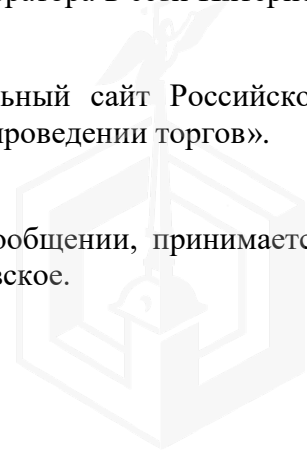 ератора в сети Интерн
ьный сайт Российско
проведении торгов».
ообщении, принимаетс
вское.